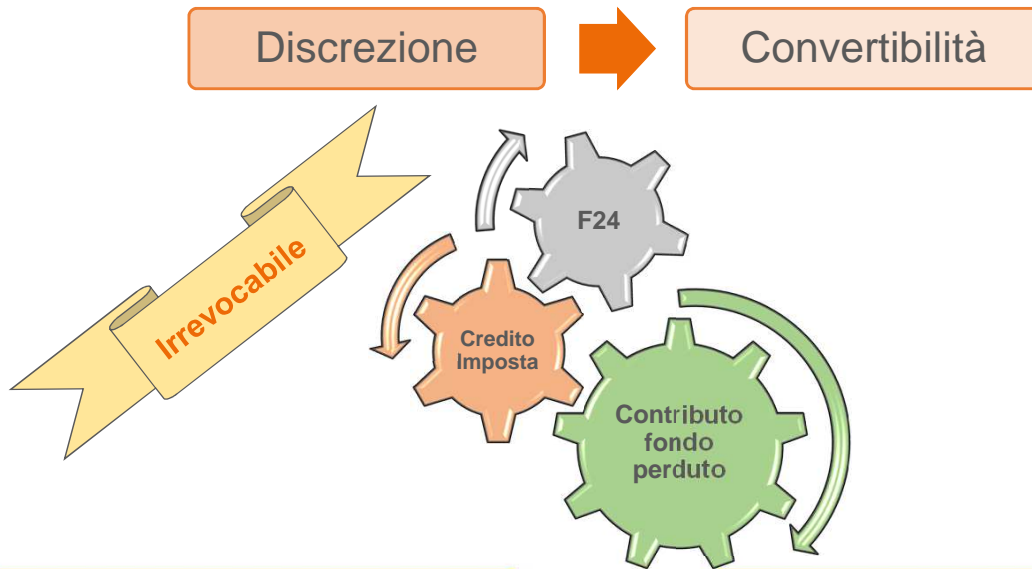 Discrezione
Convertibilità
Irrevocabile
F24
Credito
Imposta
Contributo
fondo
perduto